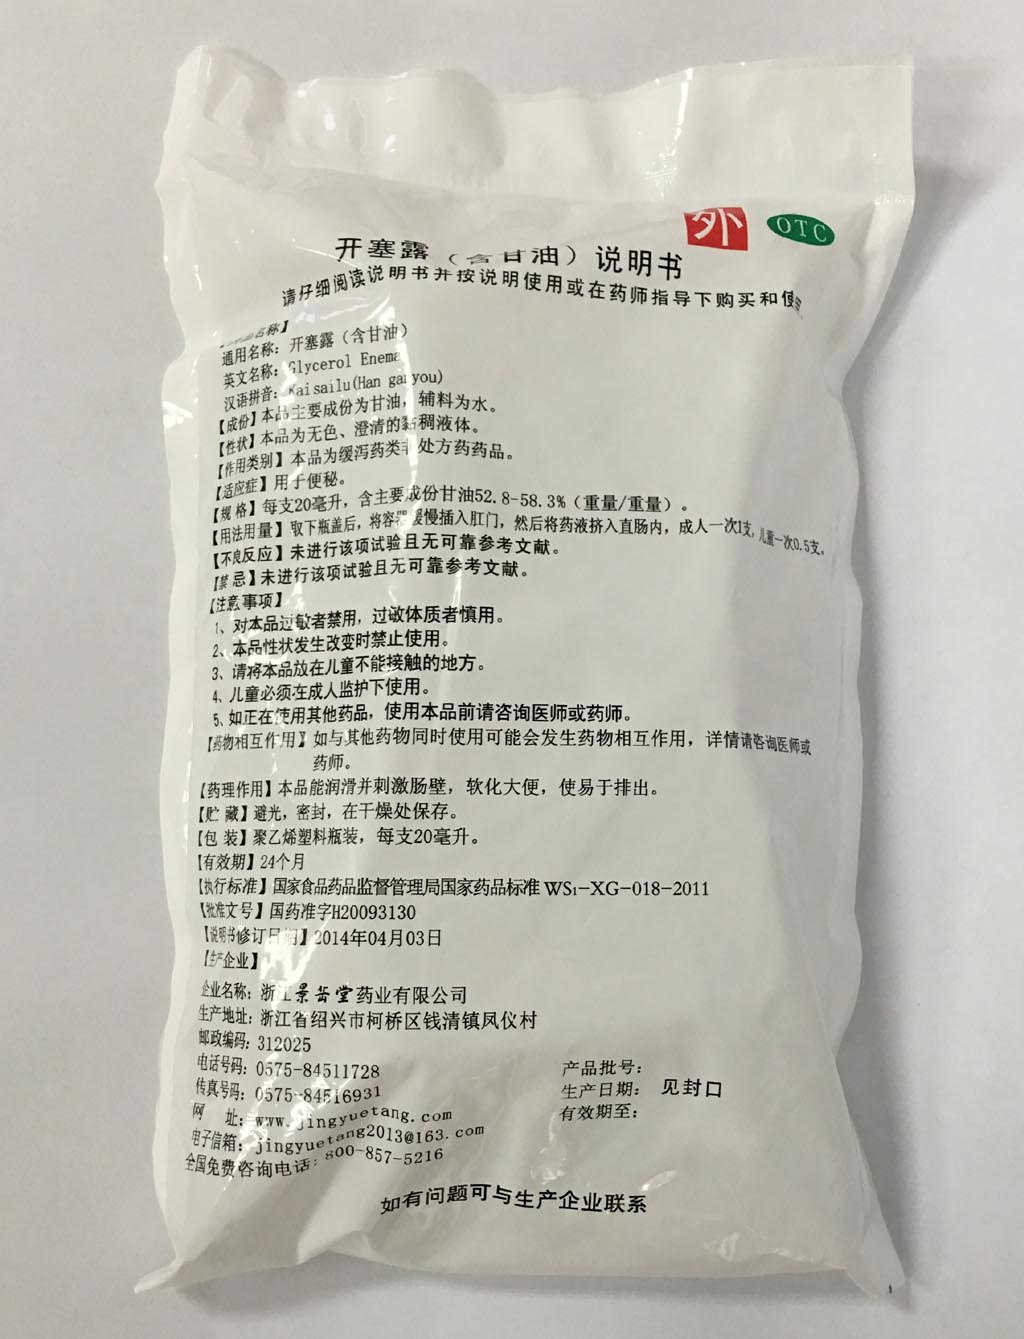 外 OTC
开塞露（含甘油）说明书
请仔细阅读说明书并按说明使用或在药师指导下购买和使用
名称】
通用名称：开塞露（含甘油）
英文名称：Glycerol Enema
汉语拼音：Kaisailu(Han ganyou)
【成份】本品主要成份为甘油，辅料为水。
【性状】本品为无色、澄清的黏稠液体。
【作用类别】本品为缓泻药类非处方药药品。
【适应症】用于便秘。
【规 格】每支20毫升，含主要成份甘油52.8-58.3%（重量/重量）。
【用法用量】取下瓶盖后，将容器缓慢插入肛门，然后将药液挤入直肠内，成人一次1支，儿童一次0.5支。
【不良反应】未进行该项试验且无可靠参考文献。
【禁 忌】未进行该项试验且无可靠参考文献。
【注意事项】
1、对本品过敏者禁用，过敏体质者慎用。
2、本品性状发生改变时禁止使用。
3、请将本品放在儿童不能接触的地方。
4、儿童必须在成人监护下使用。
5、如正在使用其他药品，使用本品前请咨询医师或药师。
【药物相互作用】如与其他药物同时使用可能会发生药物相互作用，详情请咨询医师或
药师。
【药理作用】本品能润滑并刺激肠壁，软化大便，使易于排出。
【贮 藏】避光，密封，在干燥处保存。
【包 装】聚乙烯塑料瓶装，每支20毫升。
【有效期】24个月
【执行标准】国家食品药品监督管理局国家药品标准WS₁-XG-018-2011
【批准文号】国药准字H20093130
【说明书修订日期】2014年04月03日
【生产企业】
企业名称：浙江景岳堂药业有限公司
生产地址：浙江省绍兴市柯桥区钱清镇凤仪村
邮政编码：312025
电话号码：0575-84511728
传真号码：0575-84516931
网 址：www.jingyuetang.com
电子信箱：jingyuetang2013@163.com
全国免费咨询电话：800-857-5216
产品批号：
生产日期： 见封口
有效期至：
如有问题可与生产企业联系